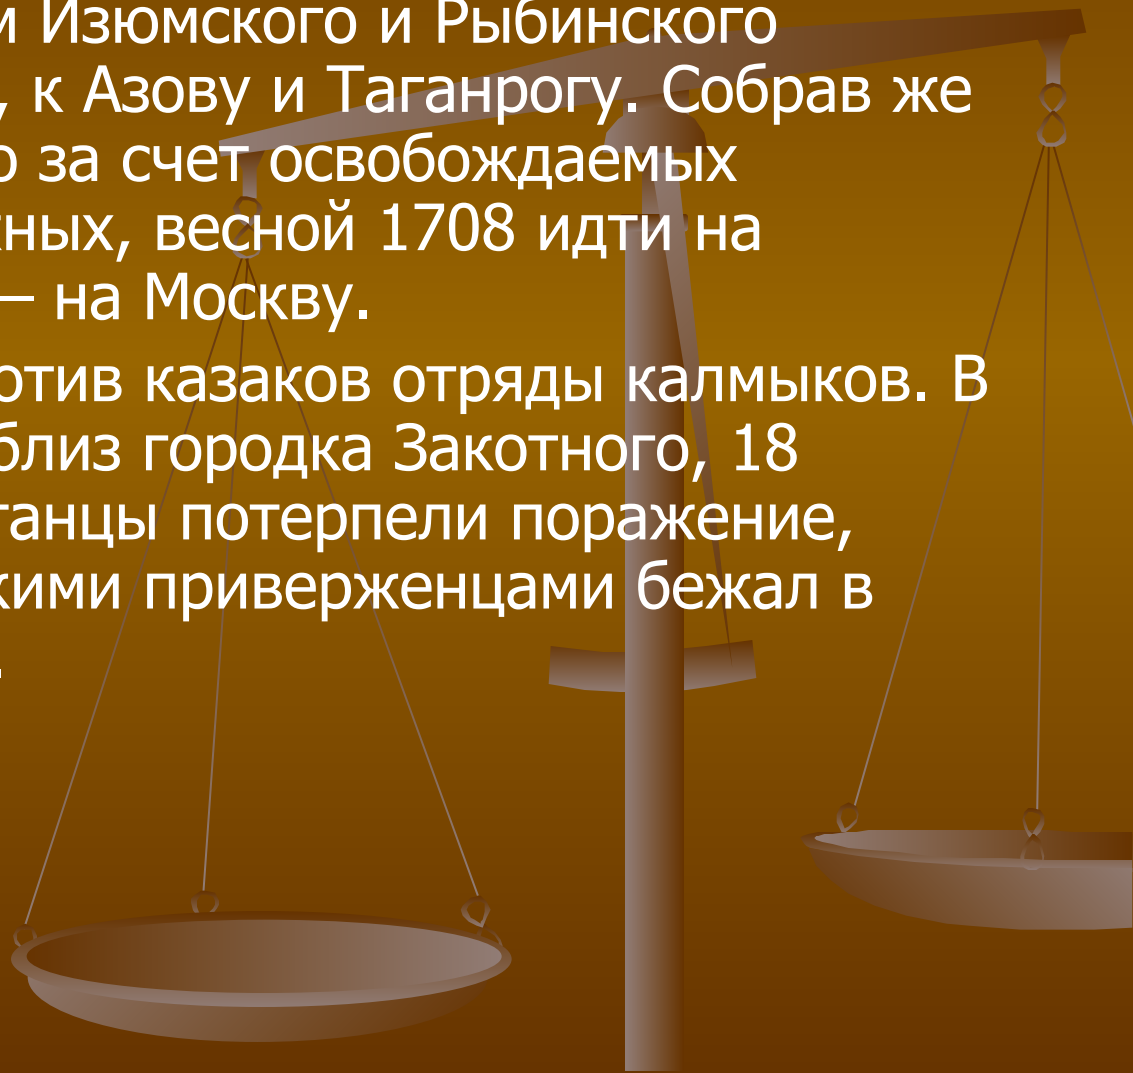 и Изюмского и Рыбинского
, к Азову и Таганрогу. Собрав же
о за счет освобождаемых
жных, весной 1708 идти на
– на Москву.
отив казаков отряды калмыков. В
близ городка Закотного, 18
танцы потерпели поражение,
кими приверженцами бежал в
.